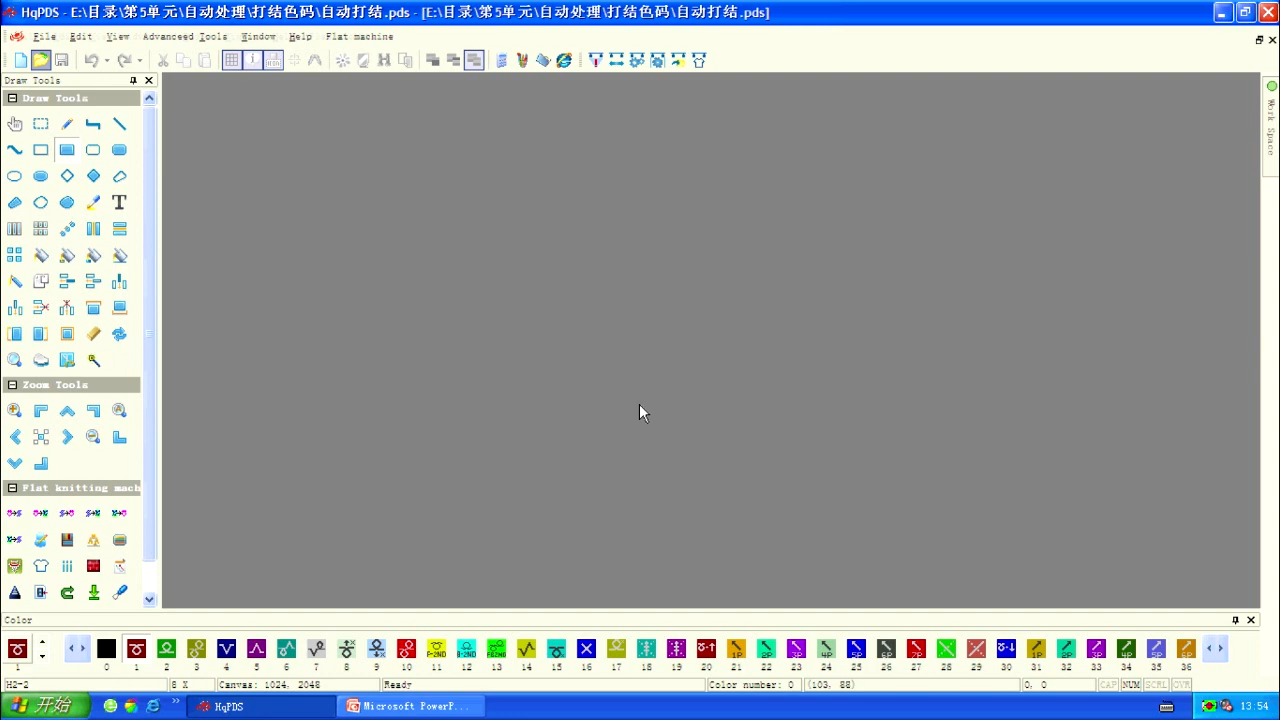 HqPDS - E:\目录\第5单元\自动处理\打结色码\自动打结.pds - [E:\目录\第5单元\自动处理\打结色码\自动打结.pds]
File Edit View Advanceed Tools Window Help Flat machine
Draw Tools
Draw Tools
Work Space
T
Zoom Tools
Flat knitting mach
Color
1 0 1 2 3 4 5 6 7 8 9 10 11 12 13 14 15 16 17 18 19 20 21 22 23 24 25 26 27 28 29 30 31 32 33 34 35 36
H2-2 8 X Canvas: 1024, 2048 Ready Color number: 0 (103, 88) 0, 0 CAP NUM SCRL OVR
开始 HqPDS Microsoft PowerP... 13:54